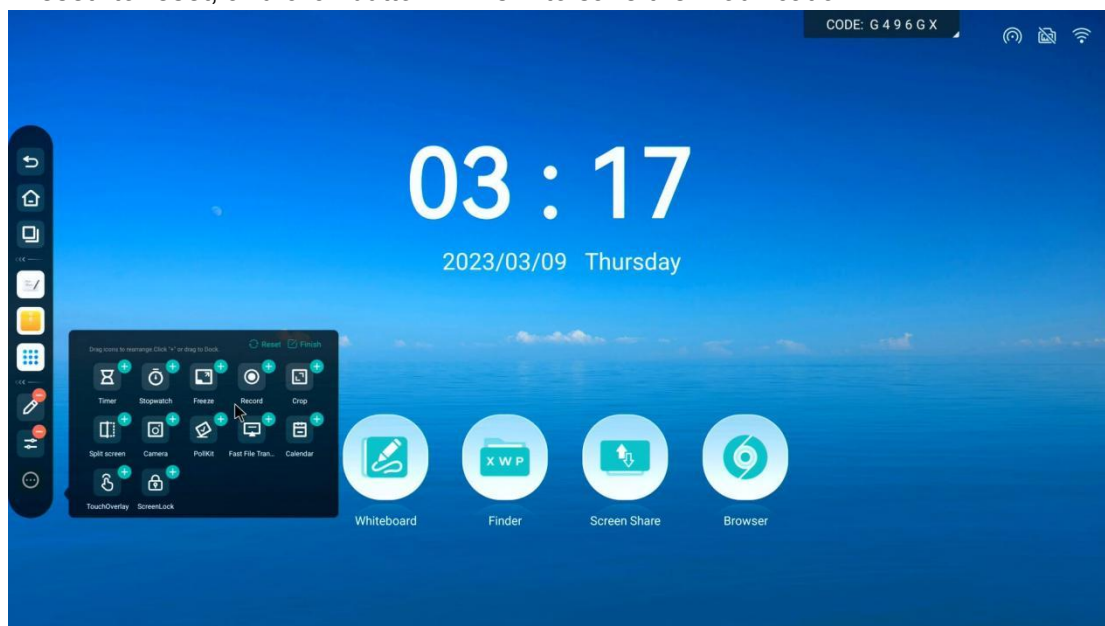 CODE: G 4 9 6 G X
03 : 17
2023/03/09 Thursday
Drag icons to rearrange Click "+" or drag to Dock.
Reset
Finish
Timer
Stopwatch
Freeze
Record
Crop
Split screen
Camera
PollKit
Fast File Tran...
Calendar
TouchOverlay
ScreenLock
X W P
Whiteboard
Finder
Screen Share
Browser